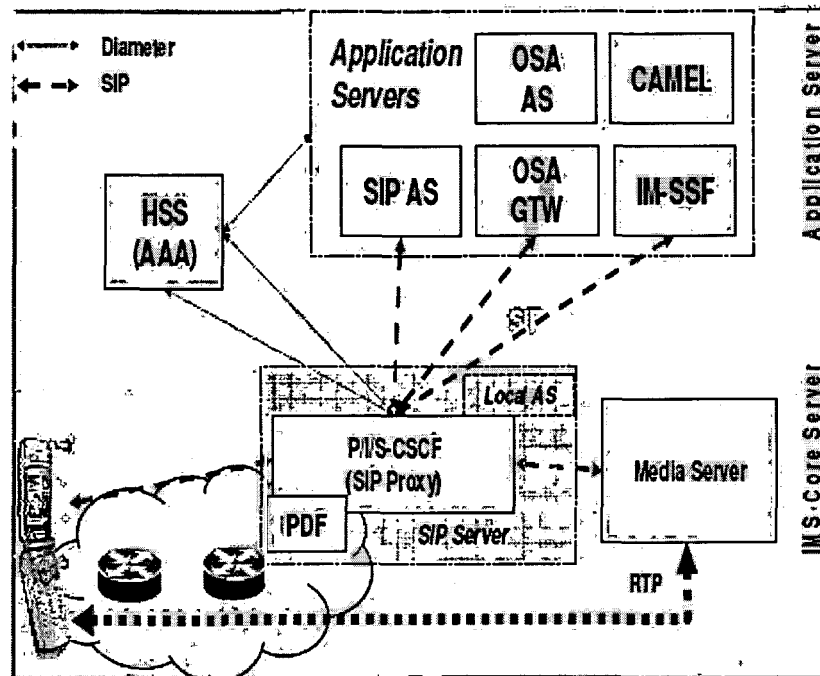 Diameter
SIP
Application
Servers
OSA
AS
CAMEL
SIP AS
OSA
GTW
IM-SSF
HSS
(AAA)
Local AS
P/I/S-CSCF
(SIP Proxy)
PDF
SIP Server
Media Server
RTP
Application Server
IMS-Core Server